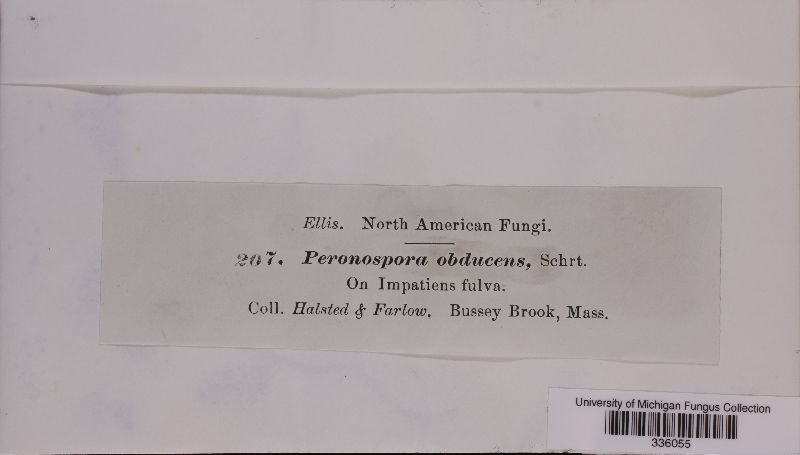 Ellis. North American Fungi.
207. Peronospora obducens, Schrt.
On Impatiens fulva.
Coll. Halsted & Farlow. Bussey Brook, Mass.
University of Michigan Fungus Collection
336055